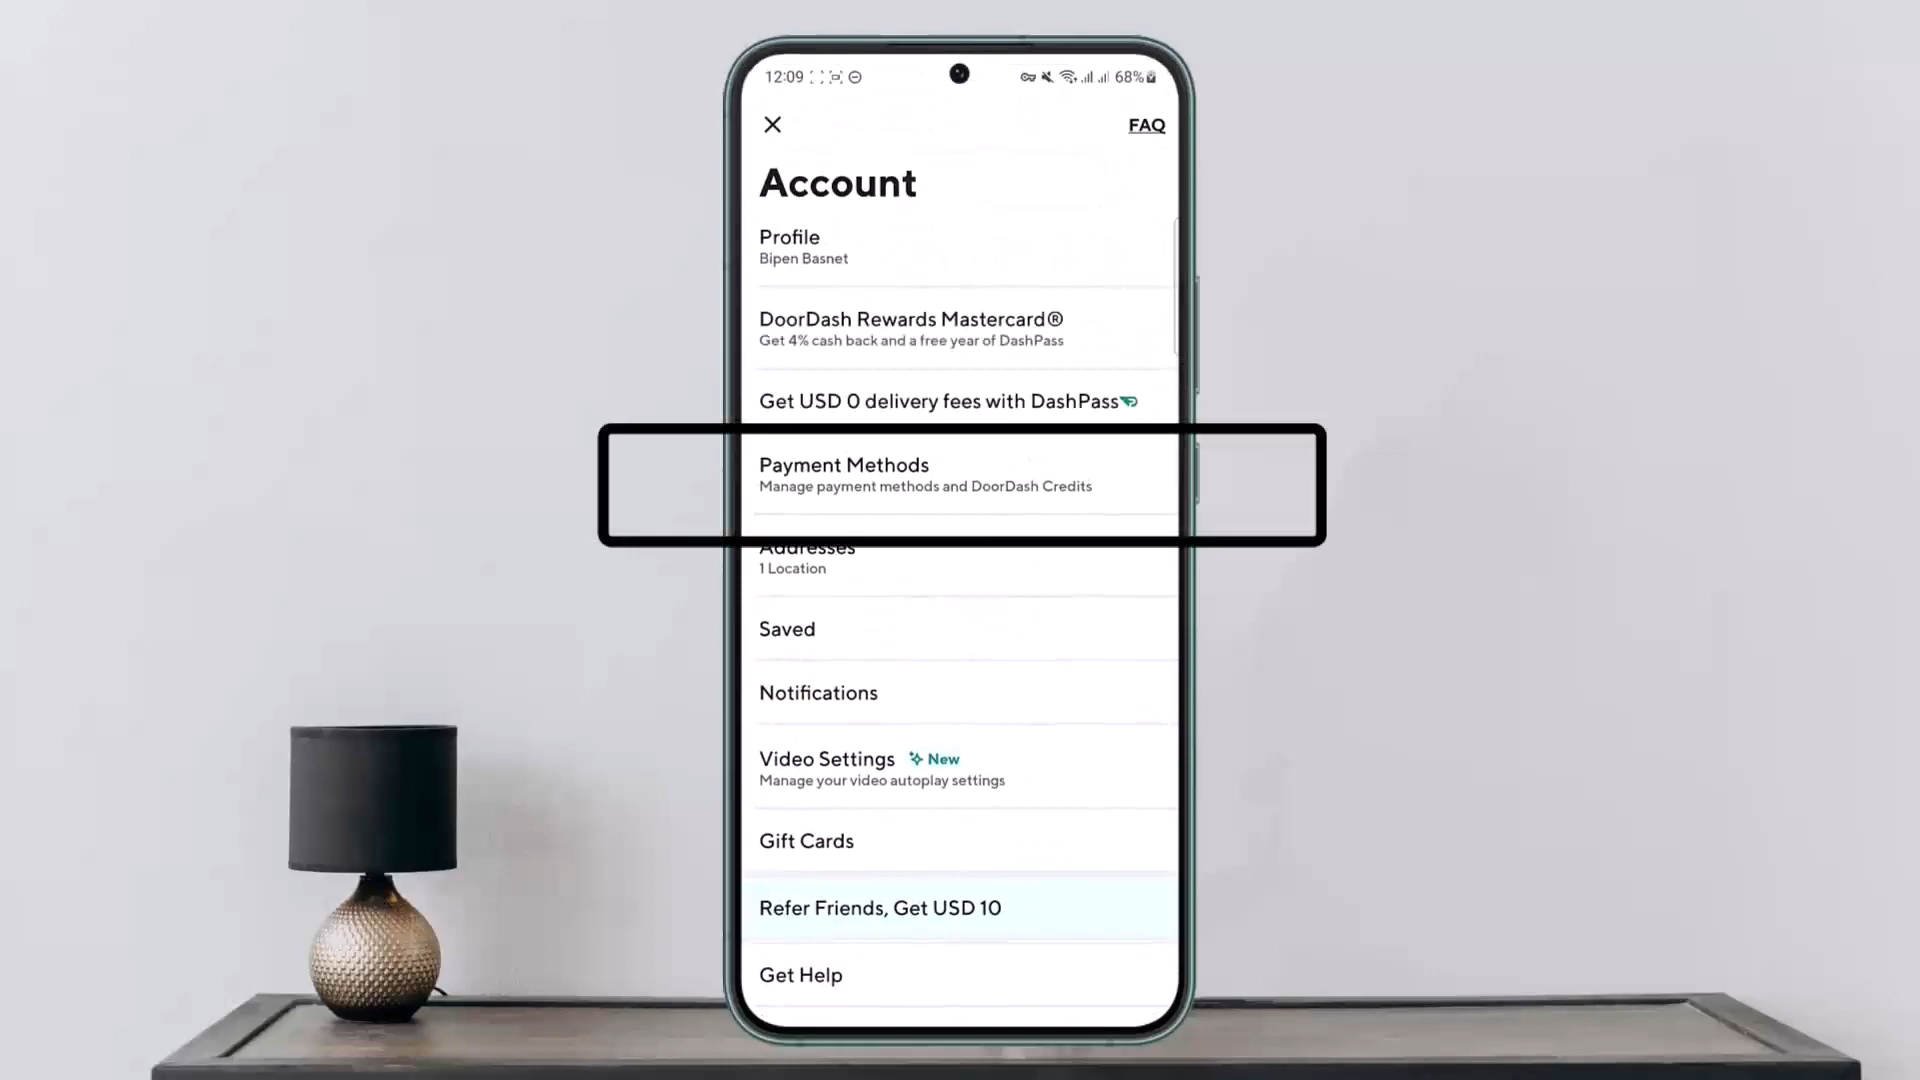 12:09
68%
FAQ
Account
Profile
Bipen Basnet
DoorDash Rewards Mastercard®
Get 4% cash back and a free year of DashPass
Get USD 0 delivery fees with DashPass
Payment Methods
Manage payment methods and DoorDash Credits
Addresses
1 Location
Saved
Notifications
Video Settings New
Manage your video autoplay settings
Gift Cards
Refer Friends, Get USD 10
Get Help